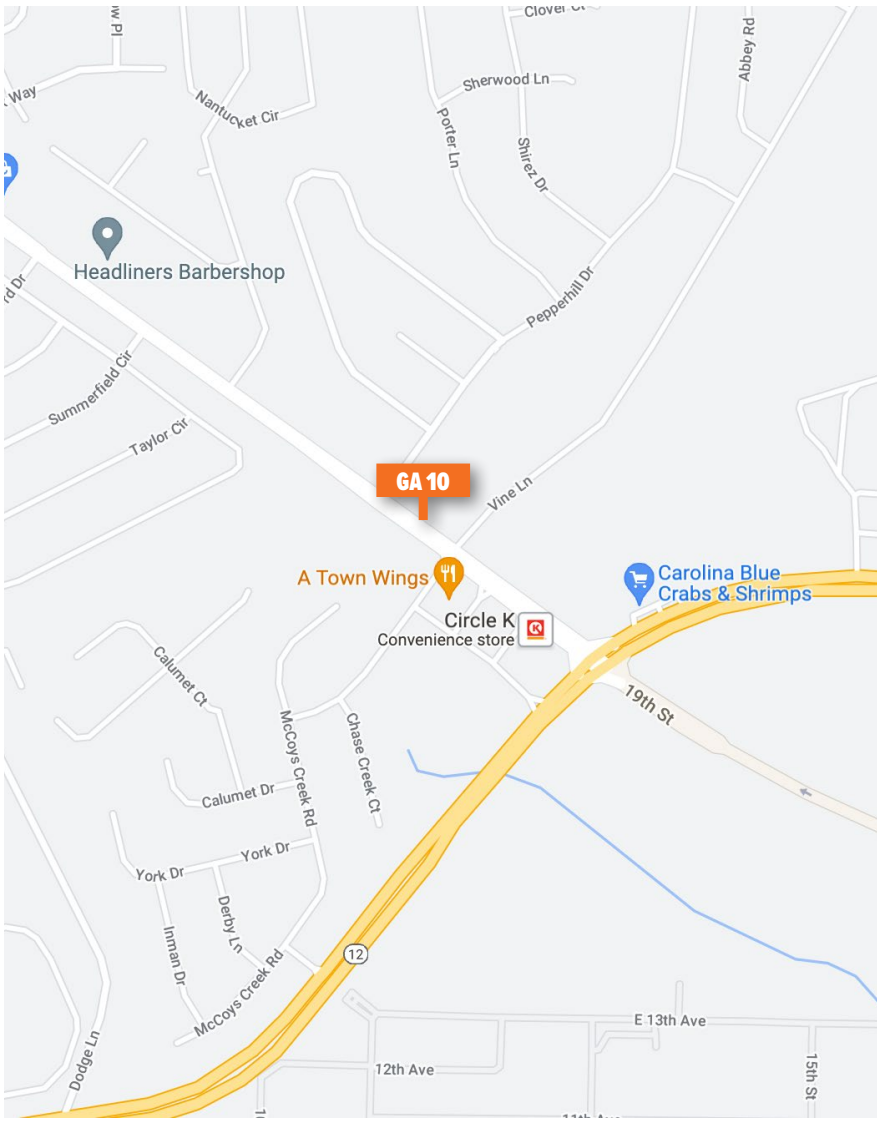 w Pl
Clover Ct
Abbey Rd
t Way
Nantucket Cir
Sherwood Ln
Porter Ln
Shirez Dr
Headliners Barbershop
rd Dr
Pepperhill Dr
Summerfield Cir
Taylor Cir
GA 10
Vine Ln
A Town Wings
Carolina Blue
Crabs & Shrimps
Circle K
Convenience store
K
Calumet Ct
19th St
McCoys Creek Rd
Chase Creek Ct
Calumet Dr
York Dr
York Dr
Derby Ln
Inman Dr
12
McCoys Creek Rd
E 13th Ave
Dodge Ln
12th Ave
15th St